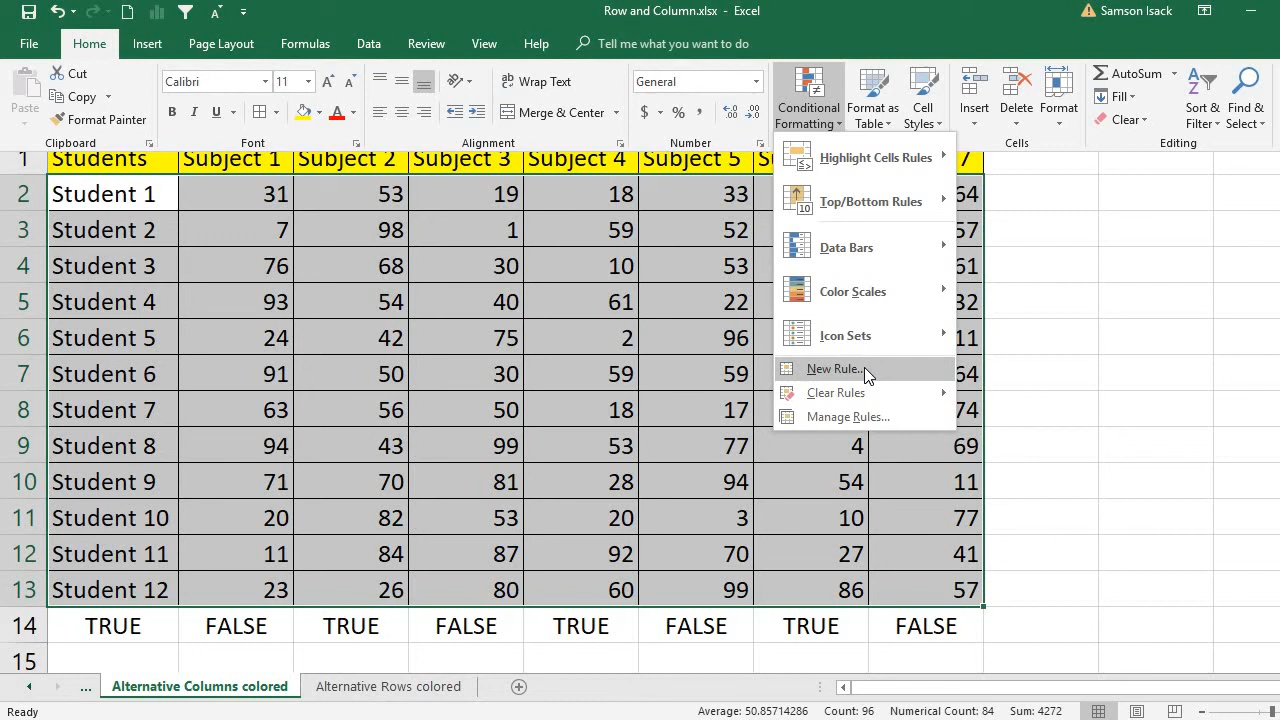 Row and Column.xlsx - Excel
Samson Isack
File Home Insert Page Layout Formulas Data Review View Help Tell me what you want to do
Paste
Cut
Copy
Format Painter
Clipboard
Calibri 11
B I U
Font
Wrap Text
Merge & Center
Alignment
General
$ % ,
Number
Conditional Formatting
Format as Table
Cell Styles
Insert Delete Format
Cells
AutoSum
Fill
Clear
Sort & Filter
Find & Select
Editing
Highlight Cells Rules
Top/Bottom Rules
Data Bars
Color Scales
Icon Sets
New Rule...
Clear Rules
Manage Rules...
1 Students Subject 1 Subject 2 Subject 3 Subject 4 Subject 5 7
2 Student 1 31 53 19 18 33 64
3 Student 2 7 98 1 59 52 57
4 Student 3 76 68 30 10 53 61
5 Student 4 93 54 40 61 22 32
6 Student 5 24 42 75 2 96 11
7 Student 6 91 50 30 59 59 64
8 Student 7 63 56 50 18 17 74
9 Student 8 94 43 99 53 77 4 69
10 Student 9 71 70 81 28 94 54 11
11 Student 10 20 82 53 20 3 10 77
12 Student 11 11 84 87 92 70 27 41
13 Student 12 23 26 80 60 99 86 57
14 TRUE FALSE TRUE FALSE TRUE FALSE TRUE FALSE
15
... Alternative Columns colored Alternative Rows colored
Ready Average: 50.85714286 Count: 96 Numerical Count: 84 Sum: 4272